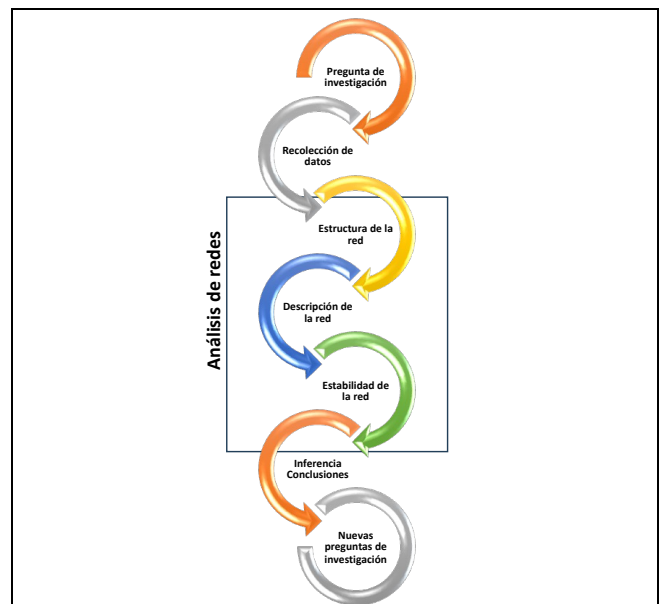 Pregunta de
investigación
Recolección de
datos
Estructura de la
red
Análisis de redes
Descripción de
la red
Estabilidad de
la red
Inferencia
Conclusiones
Nuevas
preguntas de
investigación